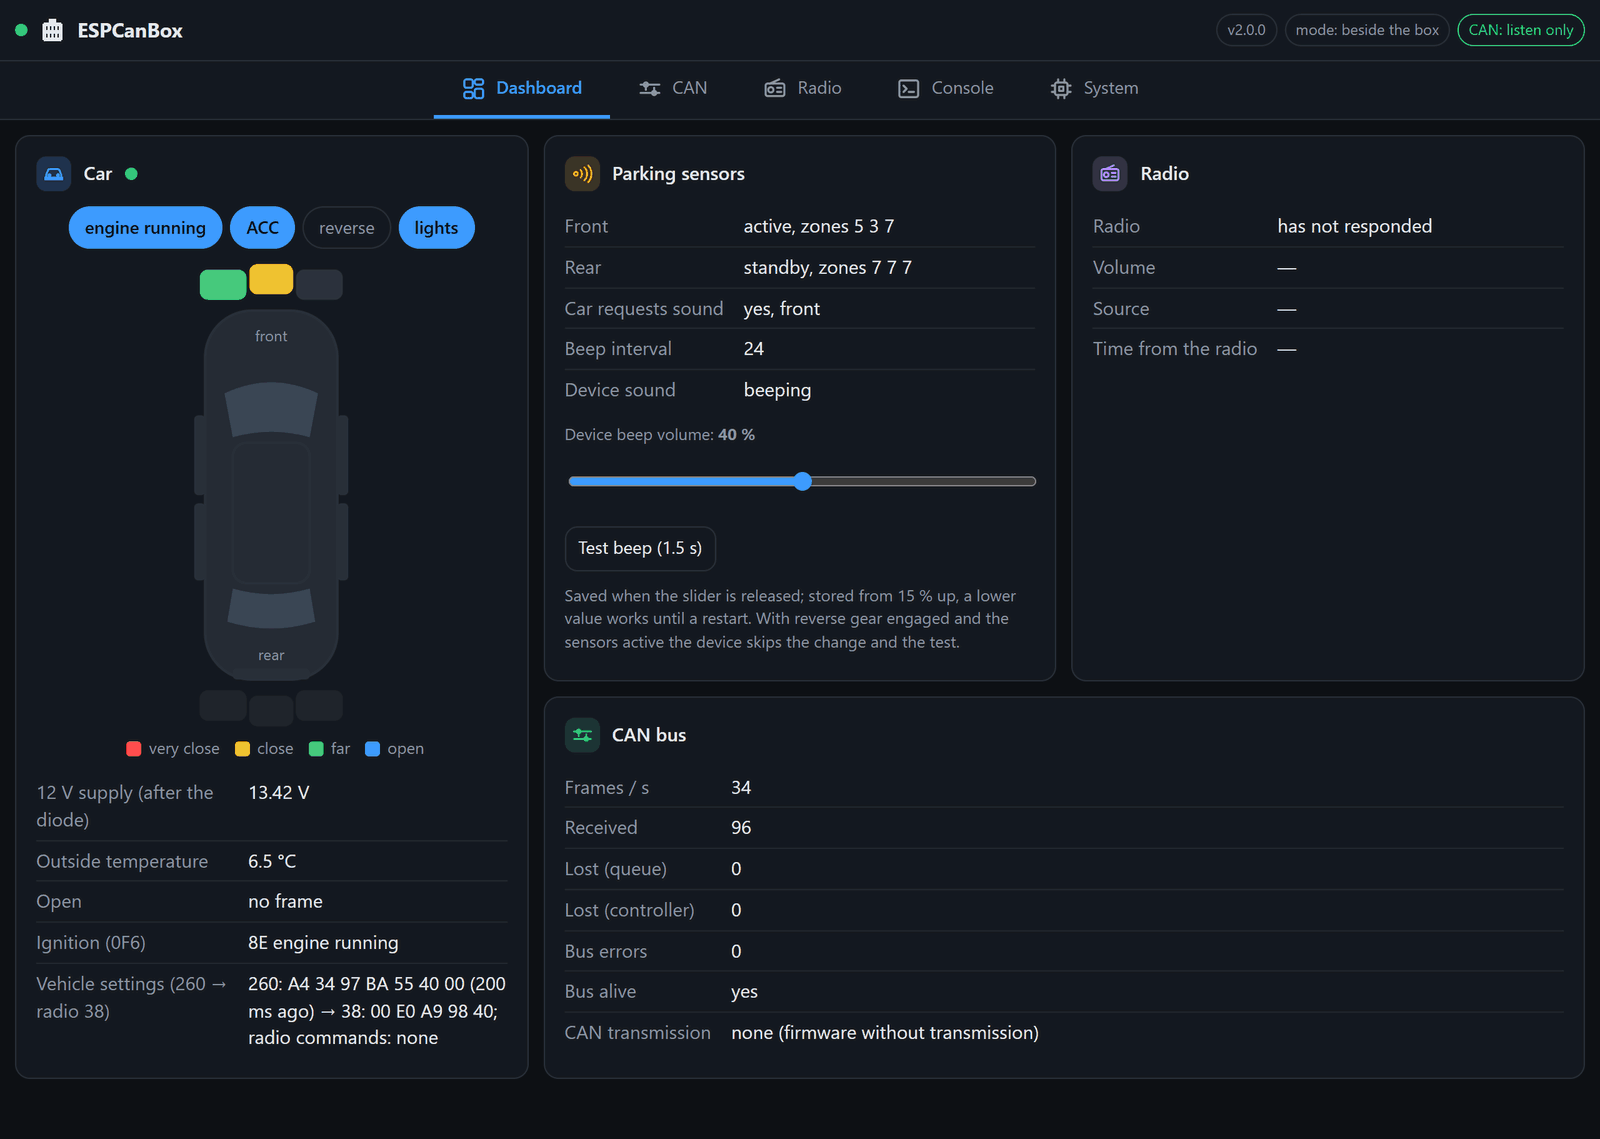 ESPCanBox
v2.0.0
mode: beside the box
CAN: listen only
Dashboard
CAN
Radio
Console
System
Car
engine running
ACC
reverse
lights
front
rear
very close
close
far
open
12 V supply (after the
diode)
13.42 V
Outside temperature
6.5 °C
Open
no frame
Ignition (0F6)
8E engine running
Vehicle settings (260 →
radio 38)
260: A4 34 97 BA 55 40 00 (200
ms ago) → 38: 00 E0 A9 98 40;
radio commands: none
Parking sensors
Front
active, zones 5 3 7
Rear
standby, zones 7 7 7
Car requests sound
yes, front
Beep interval
24
Device sound
beeping
Device beep volume: 40 %
Test beep (1.5 s)
Saved when the slider is released; stored from 15 % up, a lower
value works until a restart. With reverse gear engaged and the
sensors active the device skips the change and the test.
Radio
Radio
has not responded
Volume
—
Source
—
Time from the radio
—
CAN bus
Frames / s
34
Received
96
Lost (queue)
0
Lost (controller)
0
Bus errors
0
Bus alive
yes
CAN transmission
none (firmware without transmission)